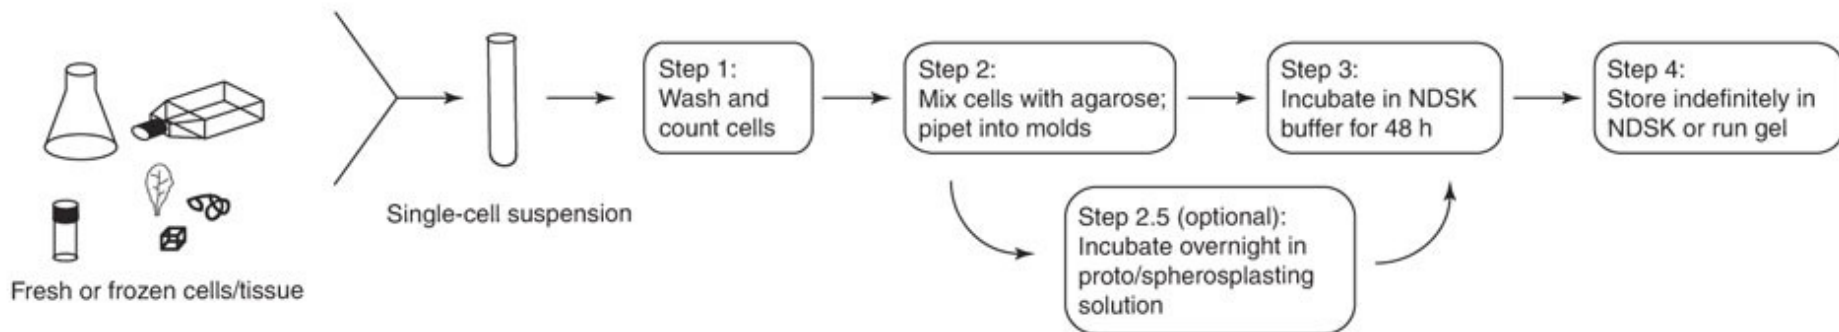 Fresh or frozen cells/tissue
Single-cell suspension
Step 1:
Wash and
count cells
Step 2:
Mix cells with agarose;
pipet into molds
Step 2.5 (optional):
Incubate overnight in
proto/spherosplasting
solution
Step 3:
Incubate in NDSK
buffer for 48 h
Step 4:
Store indefinitely in
NDSK or run gel